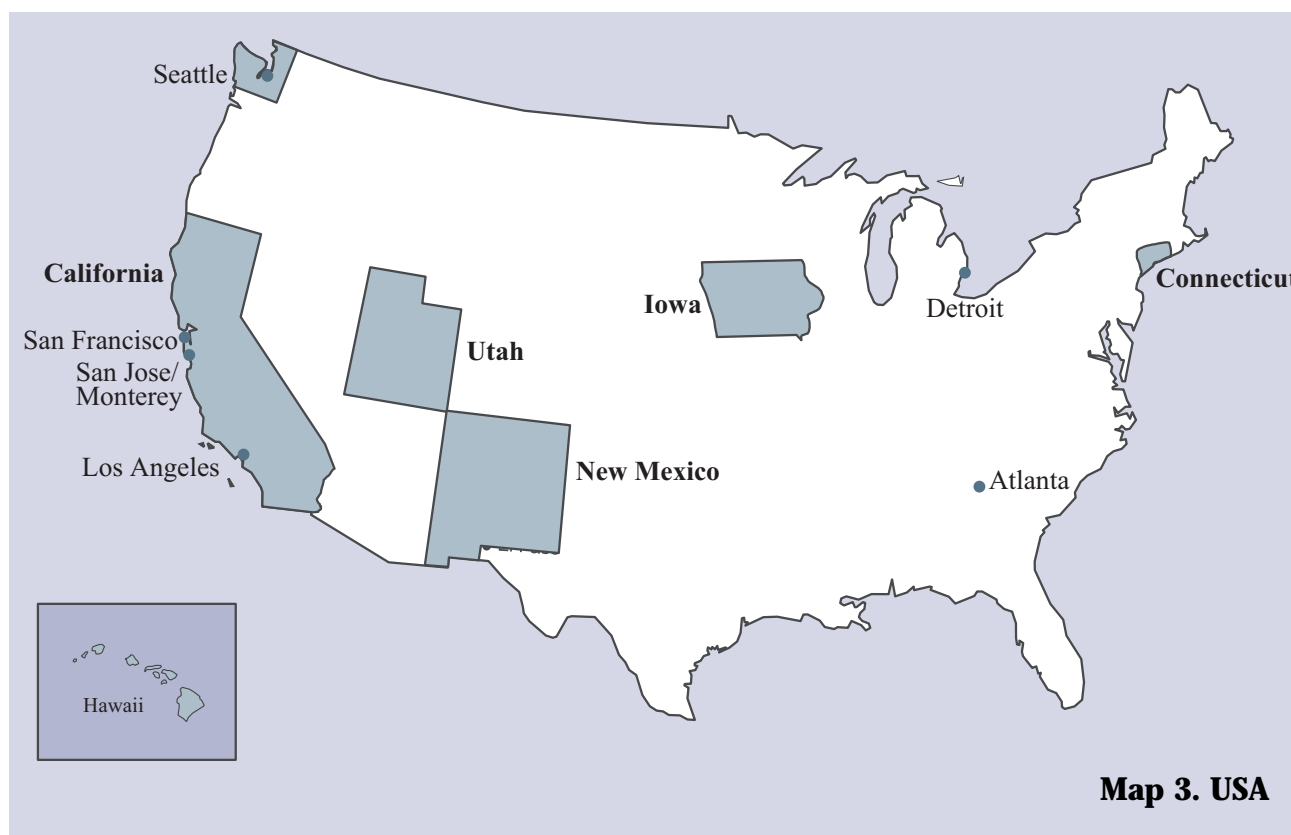 Seattle
California
San Francisco
San Jose/
Monterey
Los Angeles
Utah
New Mexico
Iowa
Detroit
Connecticut
Atlanta
Hawaii
Map 3. USA